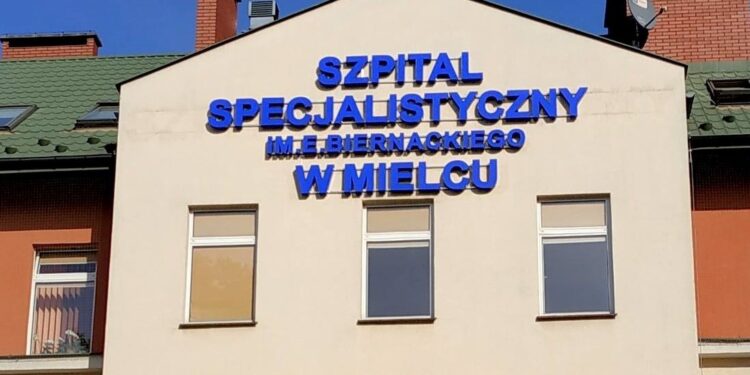 SZPITAL
SPECJALISTYCZNY
IM.E.BIERNACKIEGO
W MIELCU